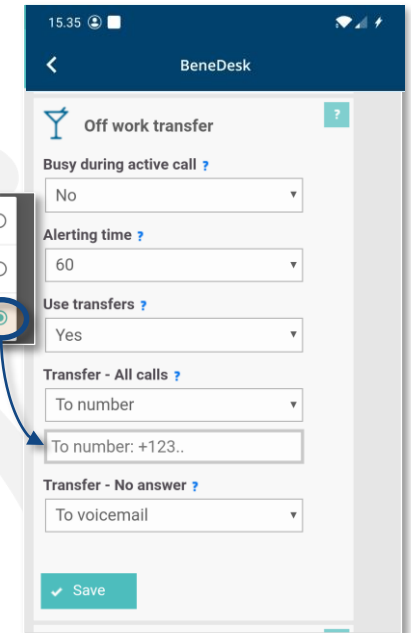 15.35
BeneDesk
Off work transfer
?
Busy during active call ?
No
Alerting time ?
60
Use transfers ?
Yes
Transfer - All calls ?
To number
To number: +123..
Transfer - No answer ?
To voicemail
Save